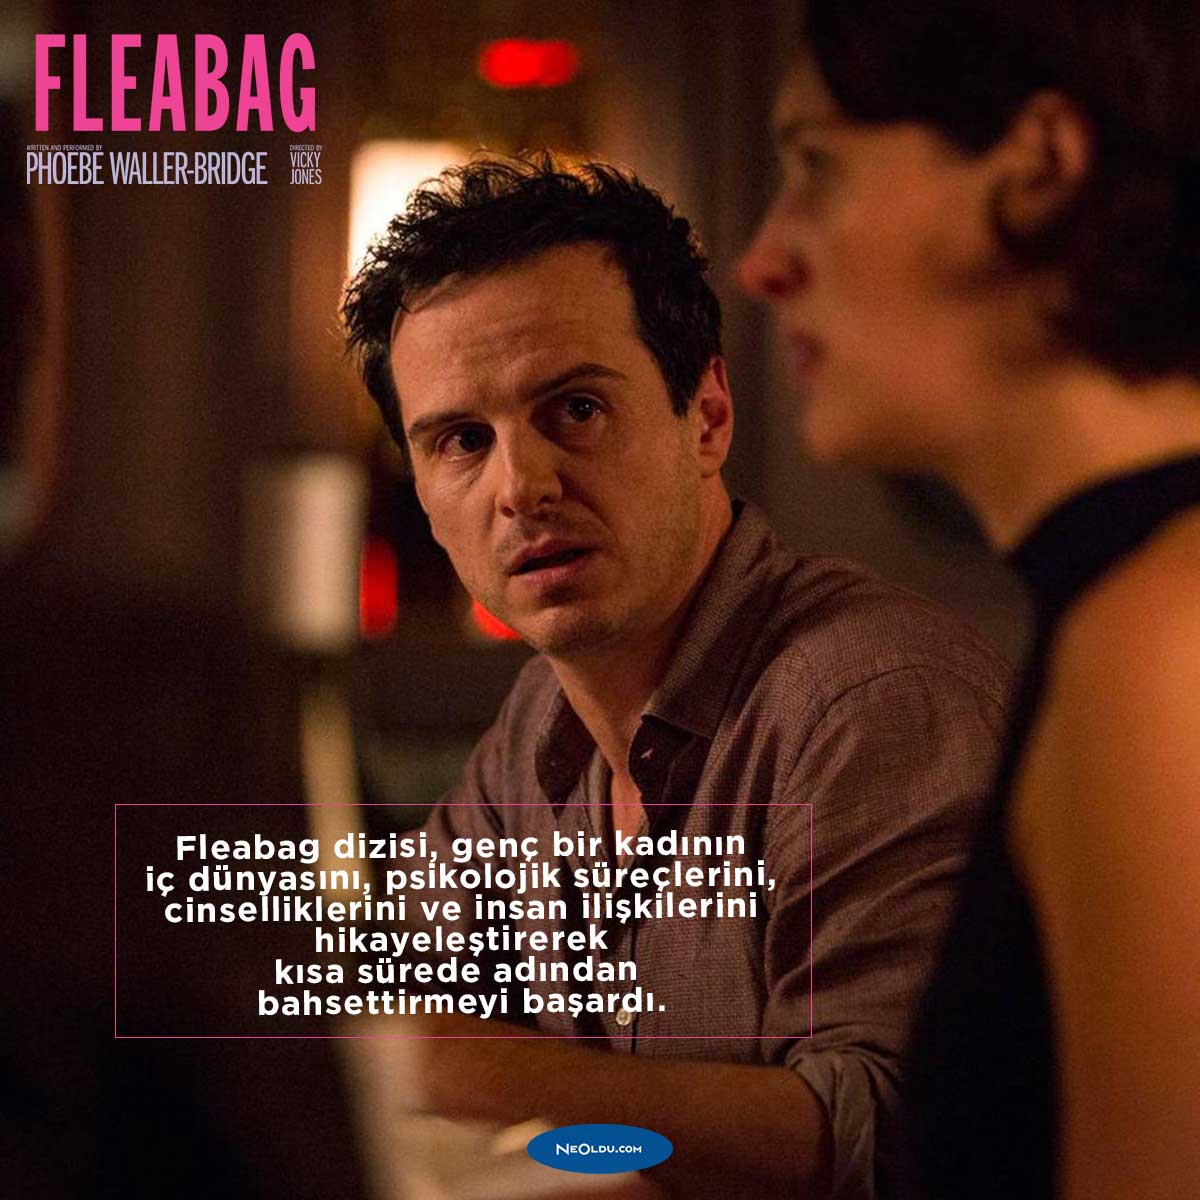 FLEABAG
WRITTEN AND PERFORMED BY
PHOEBE WALLER-BRIDGE
DIRECTED BY
VICKY
JONES
Fleabag dizisi, genç bir kadının
iç dünyasını, psikolojik süreçlerini,
cinselliklerini ve insan ilişkilerini
hikayeleştirerek
kısa sürede adından
bahsettirmeyi başardı.
NEOLDU.COM